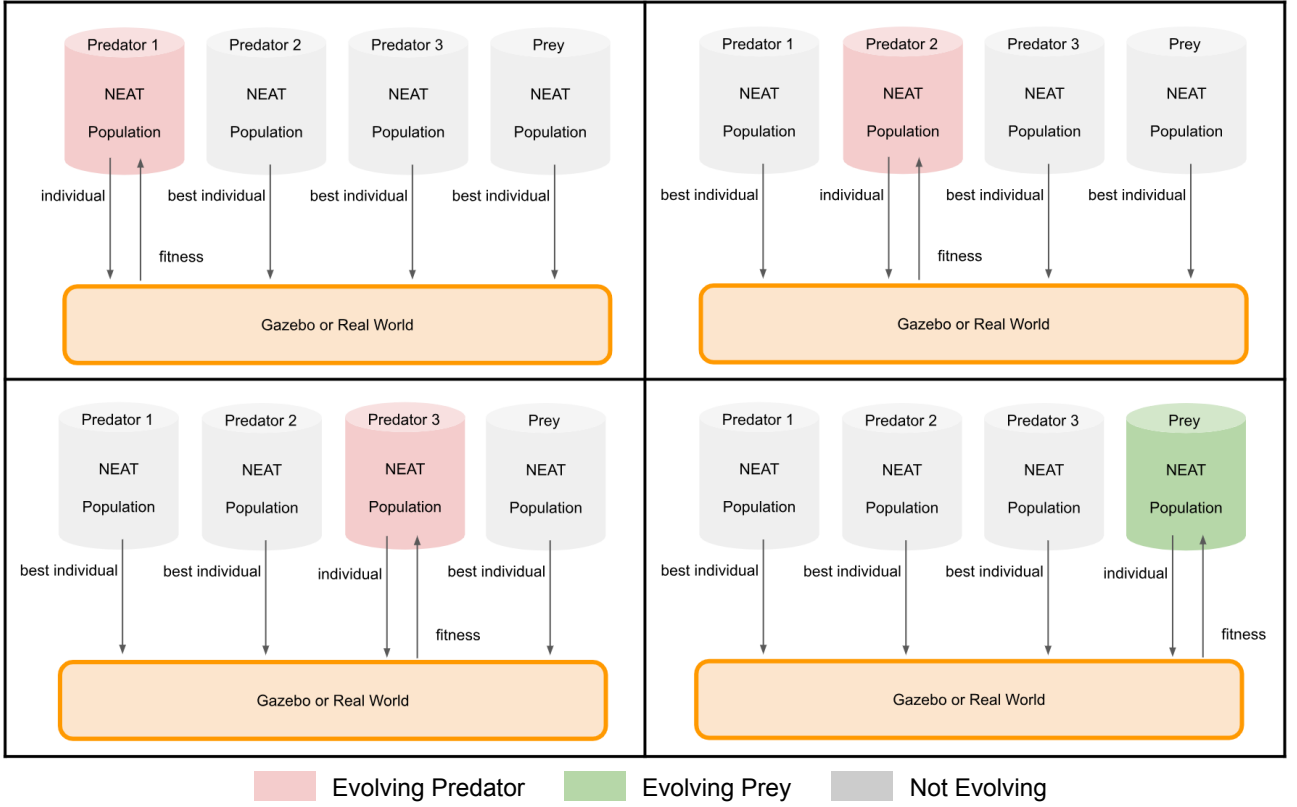 Predator 1 Predator 2 Predator 3 Prey
NEAT NEAT NEAT NEAT
Population Population Population Population
individual best individual best individual best individual
fitness
Gazebo or Real World
Predator 1 Predator 2 Predator 3 Prey
NEAT NEAT NEAT NEAT
Population Population Population Population
best individual individual best individual best individual
fitness
Gazebo or Real World
Predator 1 Predator 2 Predator 3 Prey
NEAT NEAT NEAT NEAT
Population Population Population Population
best individual best individual individual best individual
fitness
Gazebo or Real World
Predator 1 Predator 2 Predator 3 Prey
NEAT NEAT NEAT NEAT
Population Population Population Population
best individual best individual best individual individual
fitness
Gazebo or Real World
Evolving Predator Evolving Prey Not Evolving